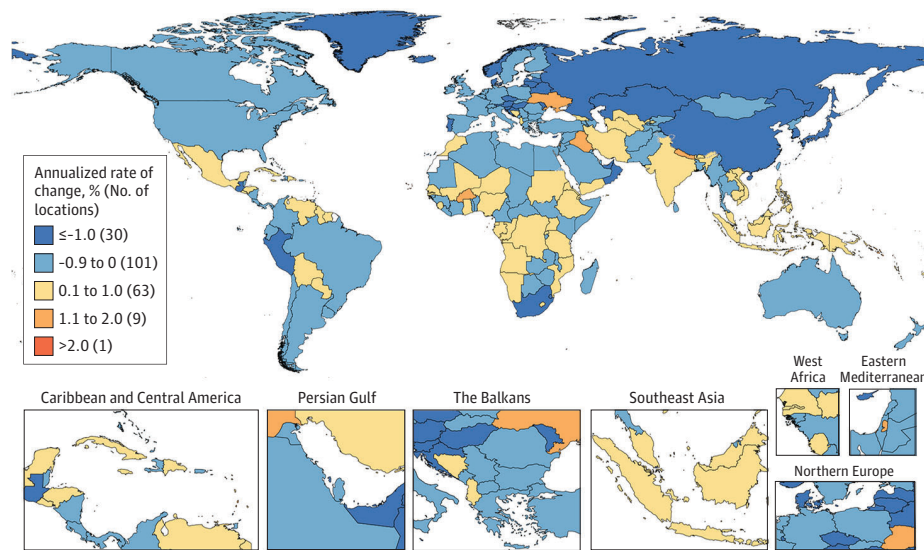 Annualized rate of
change, % (No. of
locations)
≤–1.0 (30)
-0.9 to 0 (101)
0.1 to 1.0 (63)
1.1 to 2.0 (9)
>2.0 (1)
Caribbean and Central America
Persian Gulf
The Balkans
Southeast Asia
West
Africa
Eastern
Mediterranean
Northern Europe